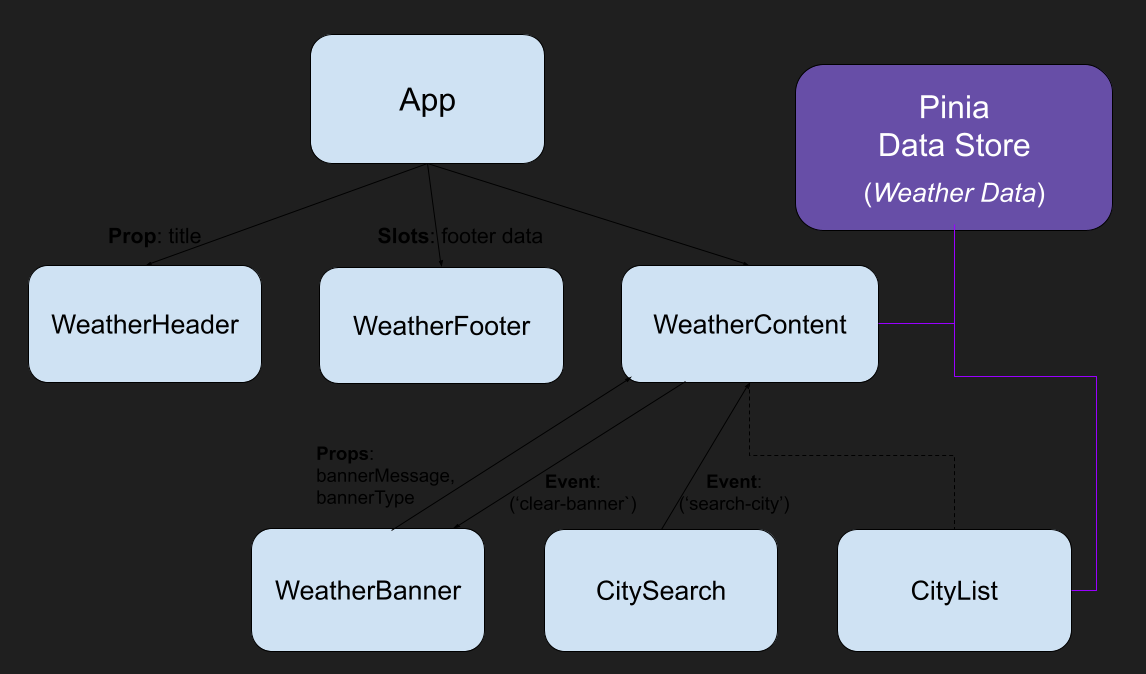 App
Pinia
Data Store
(Weather Data)
Prop: title
Slots: footer data
WeatherHeader
WeatherFooter
WeatherContent
Props:
bannerMessage,
bannerType
Event:
(‘clear-banner`)
Event:
(‘search-city’)
WeatherBanner
CitySearch
CityList